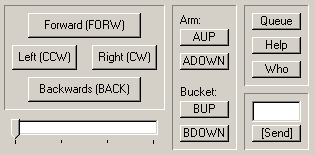 Forward (FORW)
Left (CCW)
Right (CW)
Backwards (BACK)
Arm:
AUP
ADOWN
Bucket:
BUP
BDOWN
Queue
Help
Who
[Send]